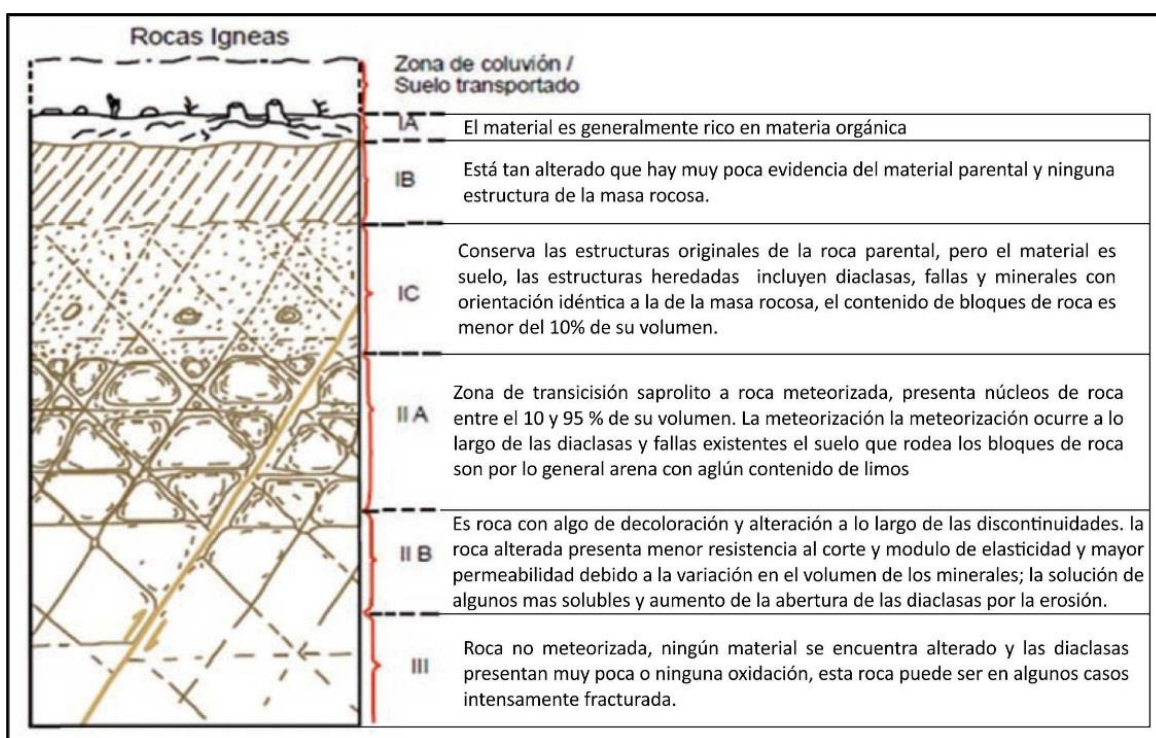 Rocas Igneas
Zona de coluvión /
Suelo transportado
IA
El material es generalmente rico en materia orgánica
IB
Está tan alterado que hay muy poca evidencia del material parental y ninguna
estructura de la masa rocosa.
IC
Conserva las estructuras originales de la roca parental, pero el material es
suelo, las estructuras heredadas incluyen diaclasas, fallas y minerales con
orientación idéntica a la de la masa rocosa, el contenido de bloques de roca es
menor del 10% de su volumen.
II A
Zona de transicisión saprolito a roca meteorizada, presenta núcleos de roca
entre el 10 y 95 % de su volumen. La meteorización la meteorización ocurre a lo
largo de las diaclasas y fallas existentes el suelo que rodea los bloques de roca
son por lo general arena con aglún contenido de limos
II B
Es roca con algo de decoloración y alteración a lo largo de las discontinuidades. la
roca alterada presenta menor resistencia al corte y modulo de elasticidad y mayor
permeabilidad debido a la variación en el volumen de los minerales; la solución de
algunos mas solubles y aumento de la abertura de las diaclasas por la erosión.
III
Roca no meteorizada, ningún material se encuentra alterado y las diaclasas
presentan muy poca o ninguna oxidación, esta roca puede ser en algunos casos
intensamente fracturada.